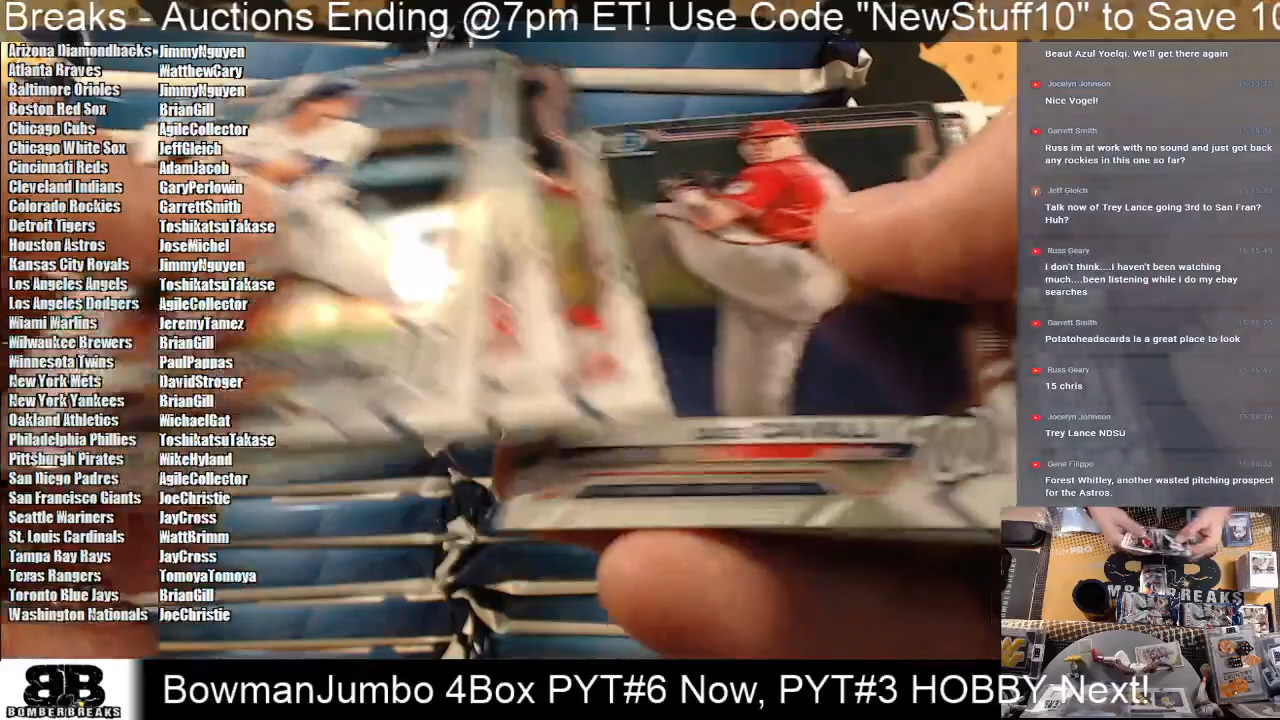 Breaks - Auctions Ending @7pm ET! Use Code "NewStuff10" to Save 10
Arizona Diamondbacks JimmyNguyen
Atlanta Braves MatthewCary
Baltimore Orioles JimmyNguyen
Boston Red Sox BrianGill
Chicago Cubs AgileCollector
Chicago White Sox JeffGleich
Cincinnati Reds AdamJacob
Cleveland Indians GaryPerlowin
Colorado Rockies GarrettSmith
Detroit Tigers ToshikatsuTakase
Houston Astros JoseMichel
Kansas City Royals JimmyNguyen
Los Angeles Angels ToshikatsuTakase
Los Angeles Dodgers AgileCollector
Miami Marlins JeremyTamez
Milwaukee Brewers BrianGill
Minnesota Twins PaulPappas
New York Mets DavidStroger
New York Yankees BrianGill
Oakland Athletics MichaelGat
Philadelphia Phillies ToshikatsuTakase
Pittsburgh Pirates MikeHyland
San Diego Padres AgileCollector
San Francisco Giants JoeChristie
Seattle Mariners JayCross
St. Louis Cardinals MattBrimm
Tampa Bay Rays JayCross
Texas Rangers TomoyaTomoya
Toronto Blue Jays BrianGill
Washington Nationals JoeChristie
Beaut Azul Yoelqi. We'll get there again
Jocelyn Johnson
Nice Vogel!
Garrett Smith
Russ im at work with no sound and just got back
any rockies in this one so far?
Jeff Gleich
Talk now of Trey Lance going 3rd to San Fran?
Huh?
Russ Geary
i don't think....I haven't been watching
much....been listening while i do my ebay
searches
Garrett Smith
Potatoheadscards is a great place to look
Russ Geary
15 chris
Jocelyn Johnson
Trey Lance NDSU
Gene Filippo
Forest Whitley, another wasted pitching prospect
for the Astros.
BOMBERBREAKS
BB
BOMBERBREAKS
BowmanJumbo 4Box PYT#6 Now, PYT#3 HOBBY Next!